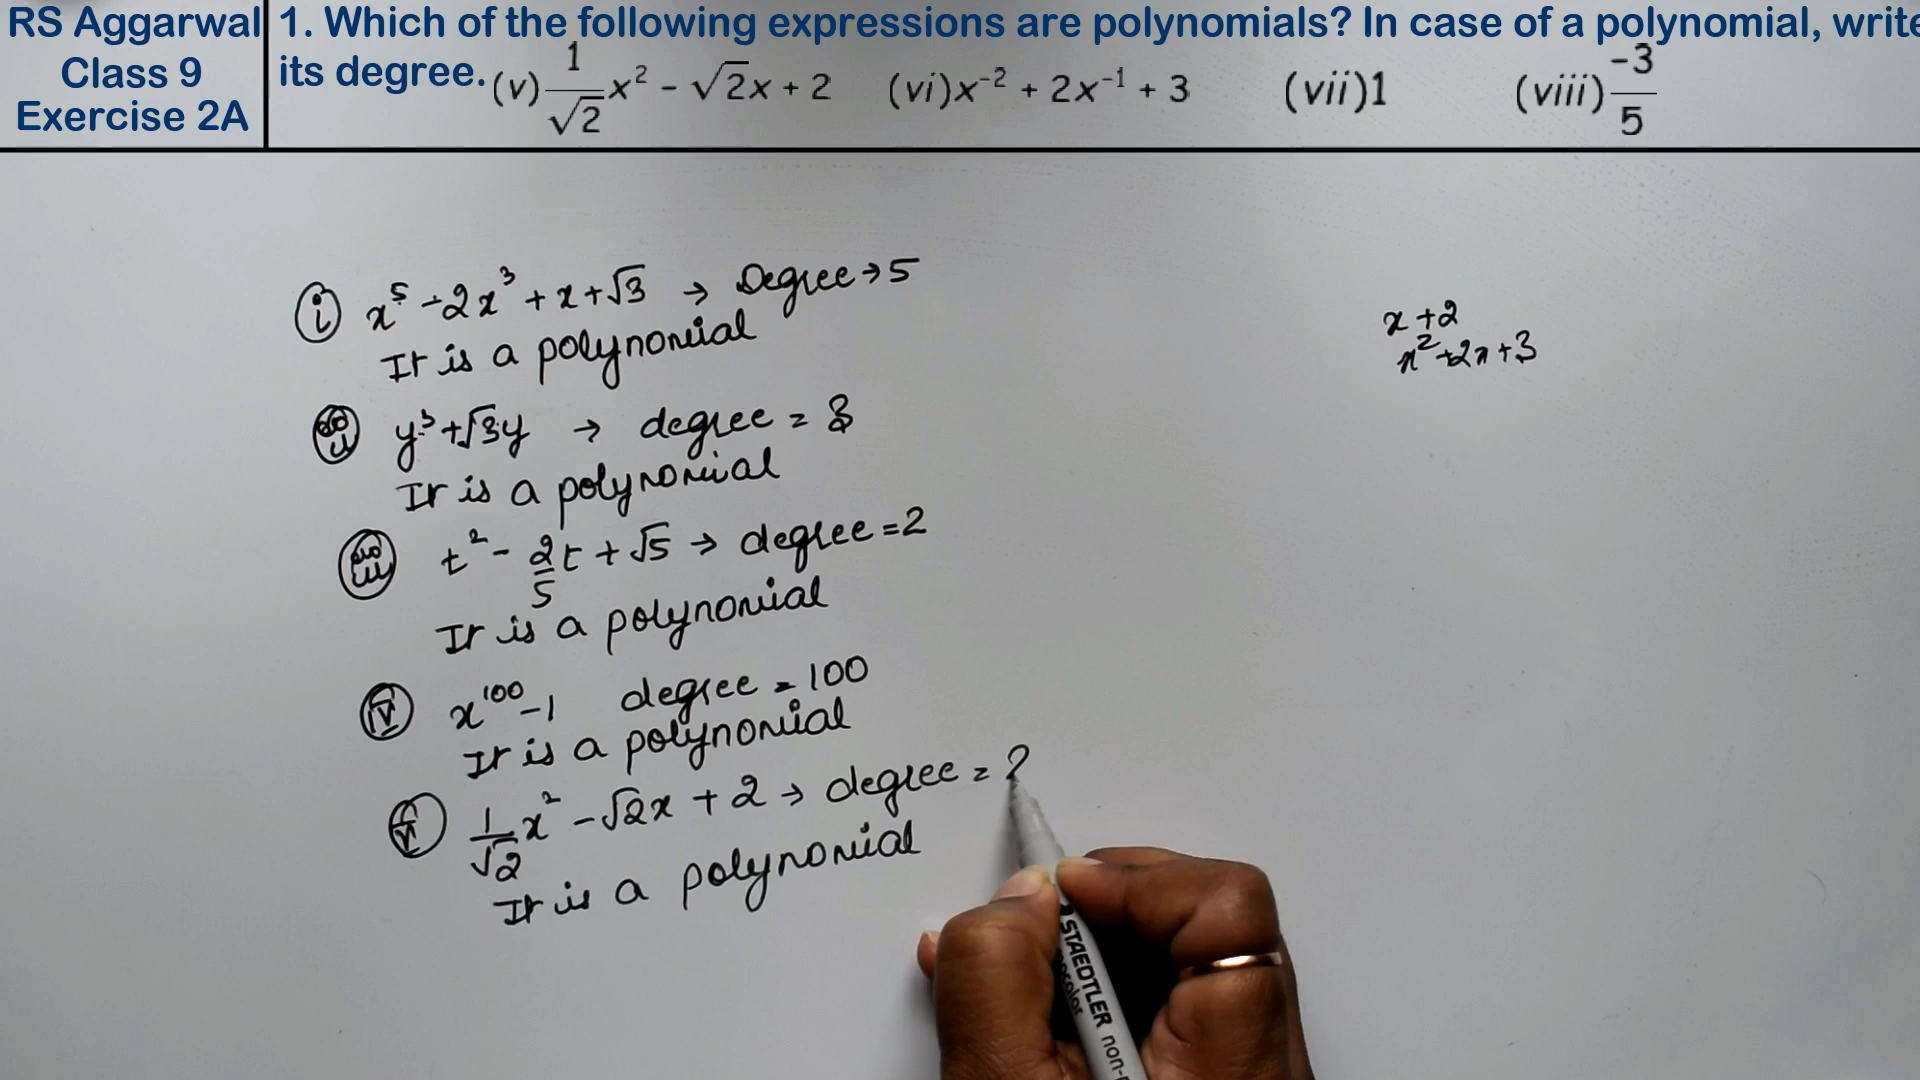 RS Aggarwal
Class 9
Exercise 2A
1. Which of the following expressions are polynomials? In case of a polynomial, write
its degree. (v) 1/√2 x² - √2x + 2 (vi) x⁻² + 2x⁻¹ + 3 (vii) 1 (viii) -3/5
(i) x⁵ - 2x³ + x + √3 → Degree → 5
It is a polynomial
(ii) y³ + √3y → degree = 3
It is a polynomial
(iii) t² - 2/5 t + √5 → degree = 2
It is a polynomial
(iv) x¹⁰⁰ - 1 degree = 100
It is a polynomial
(v) 1/√2 x² - √2x + 2 → degree = 2
It is a polynomial
x + 2
x² + 2x + 3
STAEDTLER non-